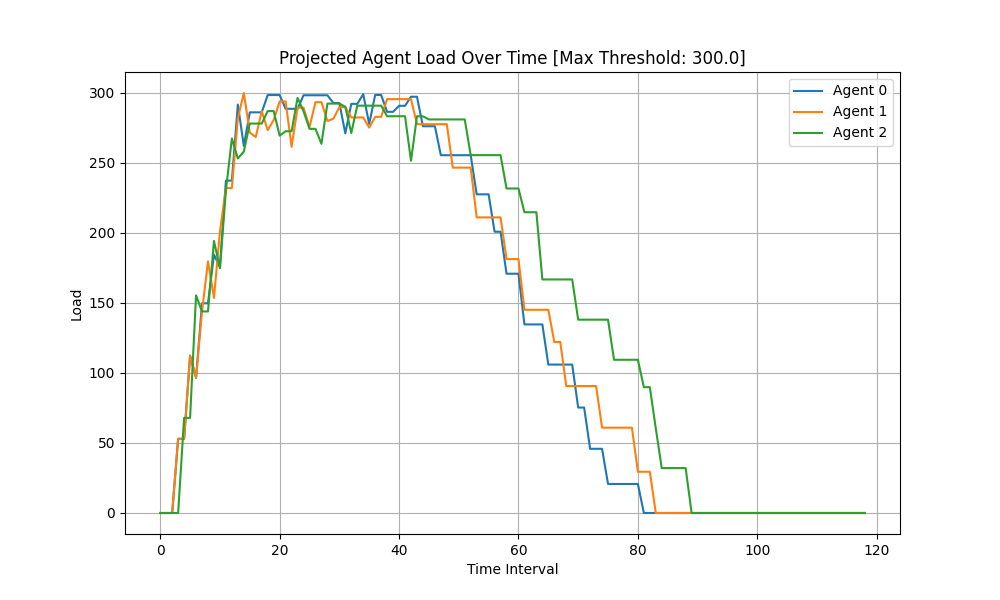 Projected Agent Load Over Time [Max Threshold: 300.0]
Agent 0
Agent 1
Agent 2
300
250
200
150
100
50
0
Load
0 20 40 60 80 100 120
Time Interval